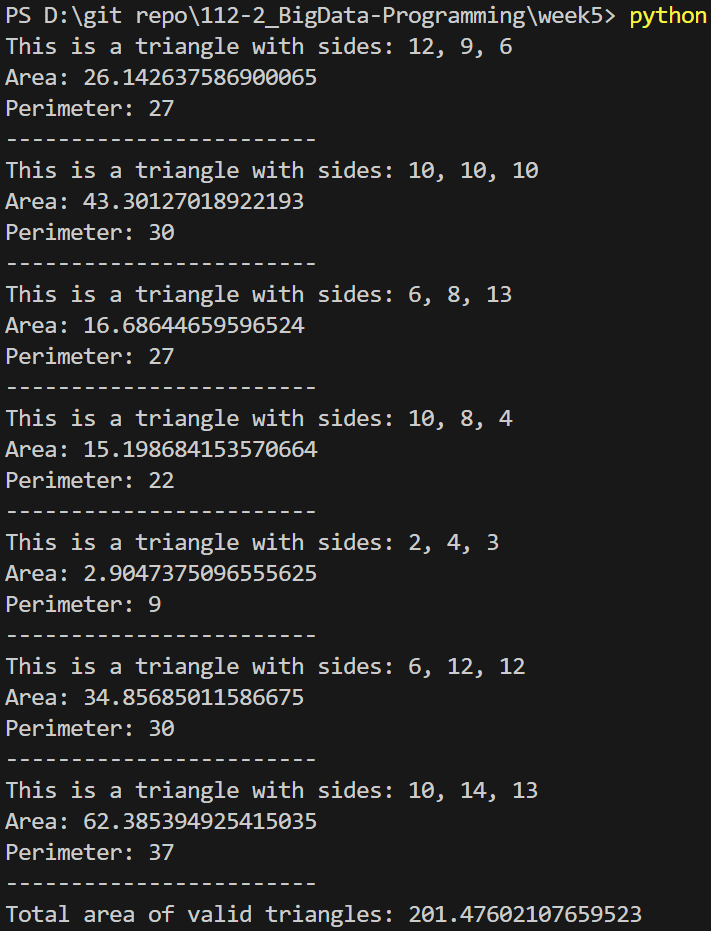 PS D:\git repo\112-2_BigData-Programming\week5> python
This is a triangle with sides: 12, 9, 6
Area: 26.142637586900065
Perimeter: 27
------------------------
This is a triangle with sides: 10, 10, 10
Area: 43.30127018922193
Perimeter: 30
------------------------
This is a triangle with sides: 6, 8, 13
Area: 16.68644659596524
Perimeter: 27
------------------------
This is a triangle with sides: 10, 8, 4
Area: 15.198684153570664
Perimeter: 22
------------------------
This is a triangle with sides: 2, 4, 3
Area: 2.9047375096555625
Perimeter: 9
------------------------
This is a triangle with sides: 6, 12, 12
Area: 34.85685011586675
Perimeter: 30
------------------------
This is a triangle with sides: 10, 14, 13
Area: 62.385394925415035
Perimeter: 37
------------------------
Total area of valid triangles: 201.47602107659523